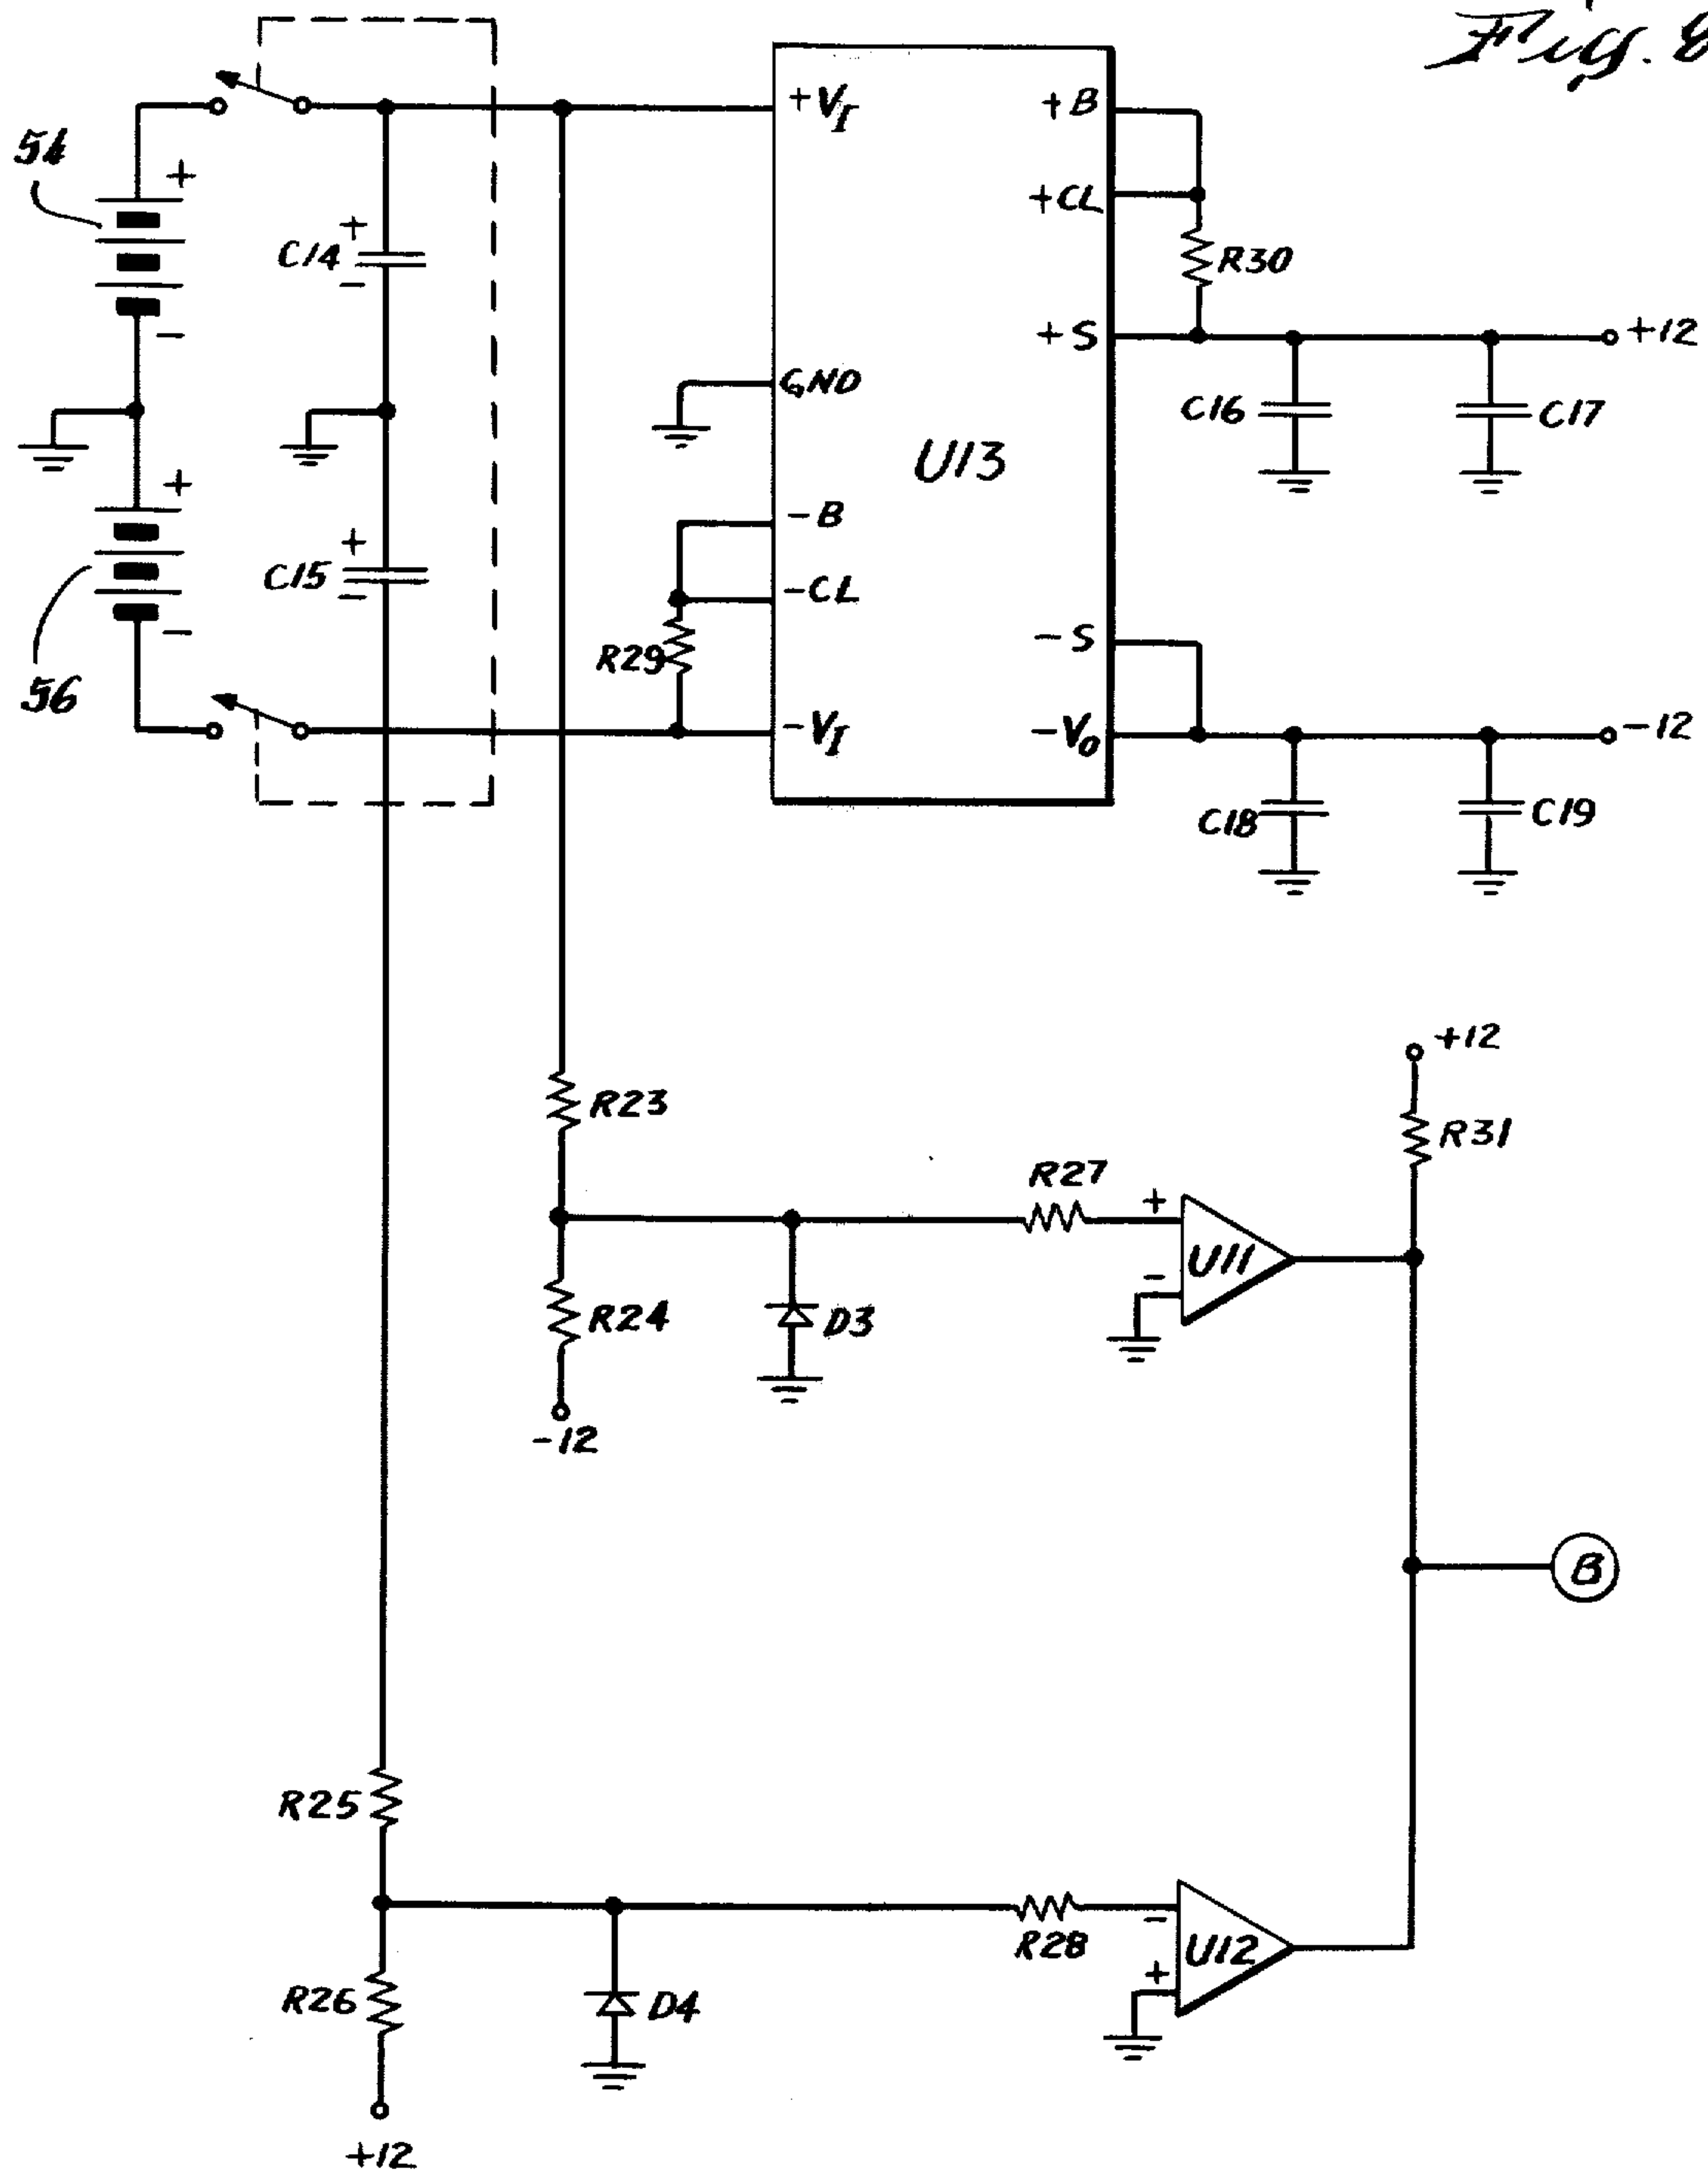 Fig. 8
54
+
-
+
C14
-
+
C15
-
+
-
56
+VI
GND
-B
-CL
-VI
R29
U13
+B
+CL
+S
-S
-Vo
R30
+12
C16
C17
-12
C18
C19
R23
R24
-12
D3
R27
+
-
U11
+12
R31
B
R25
R26
+12
D4
R28
-
+
U12